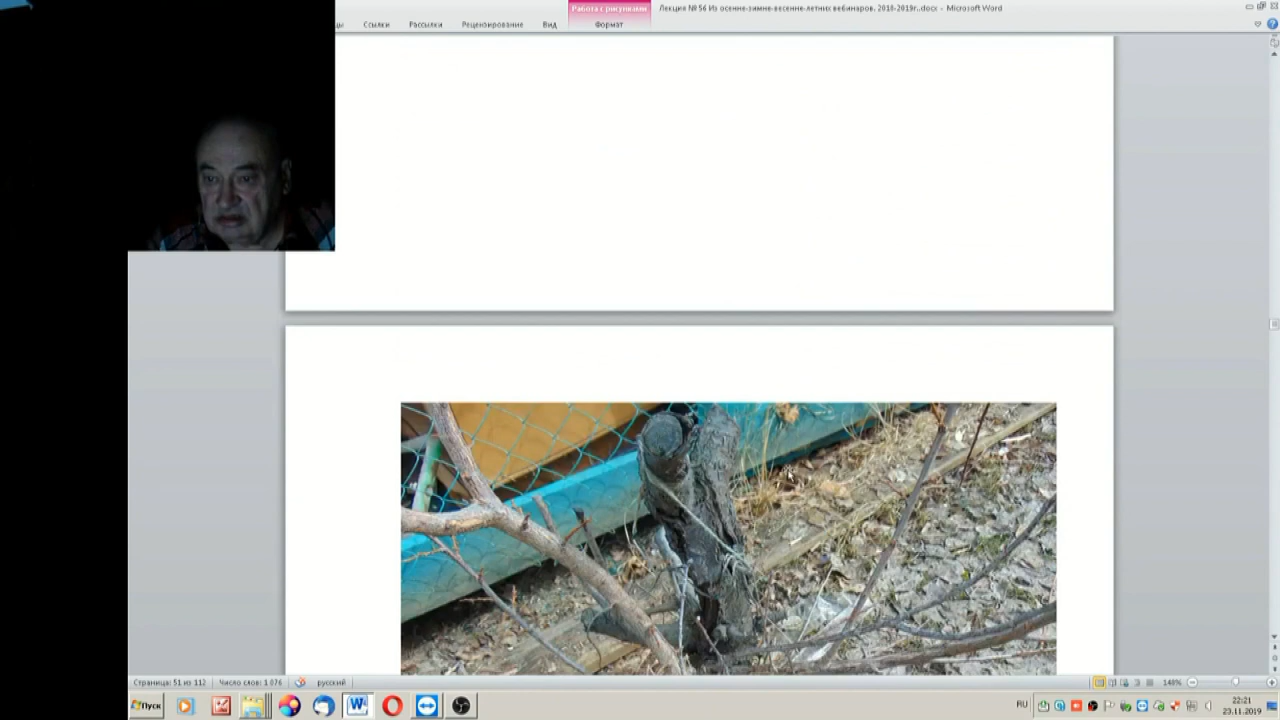 Работа с рисунками
Лекция № 56 Из осенне-зимне-весенне-летних вебинаров, 2018-2019г..docx - Microsoft Word
Ссылки Рассылки Рецензирование Вид Формат
Страница: 51 из 112 Число слов: 1 076 русский 148%
Пуск RU 22:21
23.11.2019